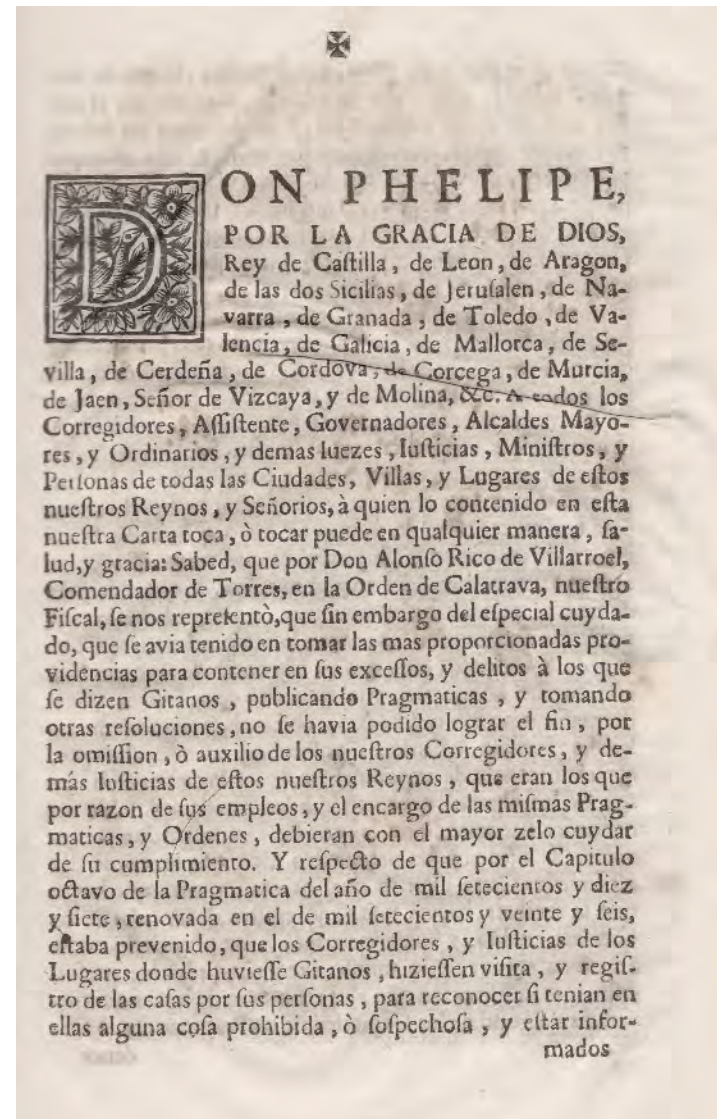 DON PHELIPE,
POR LA GRACIA DE DIOS,
Rey de Caſtilla, de Leon, de Aragon,
de las dos Sicilias, de Jeruſalen, de Na-
varra, de Granada, de Toledo, de Va-
lencia, de Galicia, de Mallorca, de Se-
villa, de Cerdeña, de Cordova, de Corcega, de Murcia,
de Jaen, Señor de Vizcaya, y de Molina, &c. A todos los
Corregidores, Aſſiſtente, Governadores, Alcaldes Mayo-
res, y Ordinarios, y demas Iuezes, Iuſticias, Miniſtros, y
Perſonas de todas las Ciudades, Villas, y Lugares de eſtos
nueſtros Reynos, y Señorios, à quien lo contenido en eſta
nueſtra Carta toca, ò tocar puede en qualquier manera, ſa-
lud, y gracia: Sabed, que por Don Alonſo Rico de Villarroel,
Comendador de Torres, en la Orden de Calatrava, nueſtro
Fiſcal, ſe nos repreſentò, que ſin embargo del eſpecial cuyda-
do, que ſe avia tenido en tomar las mas proporcionadas pro-
videncias para contener en ſus exceſſos, y delitos à los que
ſe dizen Gitanos, publicando Pragmaticas, y tomando
otras reſoluciones, no ſe havia podido lograr el fin, por
la omiſſion, ò auxilio de los nueſtros Corregidores, y de-
màs Iuſticias de eſtos nueſtros Reynos, que eran los que
por razon de ſus empleos, y el encargo de las miſmas Prag-
maticas, y Ordenes, debieran con el mayor zelo cuydar
de ſu cumplimiento. Y reſpecto de que por el Capitulo
octavo de la Pragmatica del año de mil ſetecientos y diez
y ſiete, renovada en el de mil ſetecientos y veinte y ſeis,
eſtaba prevenido, que los Corregidores, y Iuſticias de los
Lugares donde huvieſſe Gitanos, hizieſſen viſita, y regiſ-
tro de las caſas por ſus perſonas, para reconocer ſi tenian en
ellas alguna coſa prohibida, ò ſoſpechoſa, y eſtar infor-
mados